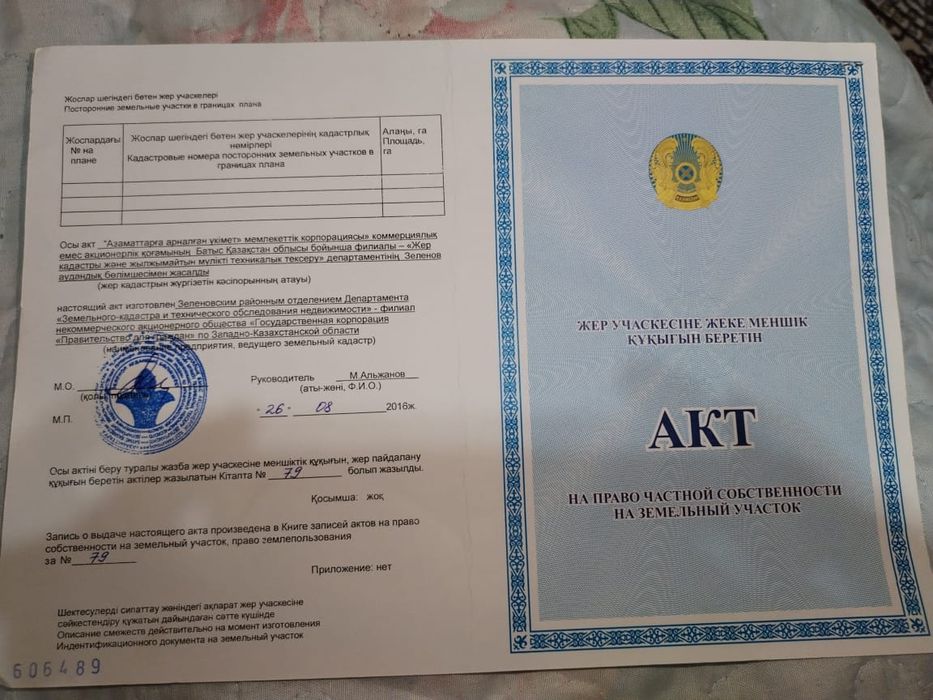 Жоспар шегіндегі бөтен жер учаскелері
Посторонние земельные участки в границах плана
Жоспардағы № на плане
Жоспар шегіндегі бөтен жер учаскелерінің кадастрлық нөмірлері
Кадастровые номера посторонних земельных участков в границах плана
Алаңы, га
Площадь, га
Осы акт "Азаматтарға арналған үкімет» мемлекеттік корпорациясы» коммерциялық
емес акционерлік қоғамының Батыс Қазақстан облысы бойынша филиалы – «Жер
кадастры және жылжымайтын мүлікті техникалық тексеру» департаментінің Зеленов
аудандық бөлімшесімен жасалды
(жер кадастрын жүргізетін кәсіпорынның атауы)
настоящий акт изготовлен Зеленовским районным отделением Департамента
«Земельного-кадастра и технического обследования недвижимости» - филиал
некоммерческого акционерного общества «Государственная корпорация
«Правительство для граждан» по Западно-Казахстанской области
предприятия, ведущего земельный кадастр)
М.О.
Руководитель М.Альжанов
(аты-жөні, Ф.И.О.)
М.П.
26 08 2016ж.
Осы актіні беру туралы жазба жер учаскесіне меншіктік құқығын, жер пайдалану
құқығын беретін актілер жазылатын Кітапта № 79 болып жазылды.
Қосымша: жоқ
Запись о выдаче настоящего акта произведена в Книге записей актов на право
собственности на земельный участок, право землепользования
за № 79
Приложение: нет
Шектесулерді сипаттау жөніндегі ақпарат жер учаскесіне
сәйкестендіру құжатын дайындаған сәтте күшінде
Описание смежеств действительно на момент изготовления
Индентификационного документа на земельный участок
606489
ЖЕР УЧАСКЕСІНЕ ЖЕКЕ МЕНШІК
ҚҰҚЫҒЫН БЕРЕТІН
АКТ
НА ПРАВО ЧАСТНОЙ СОБСТВЕННОСТИ
НА ЗЕМЕЛЬНЫЙ УЧАСТОК